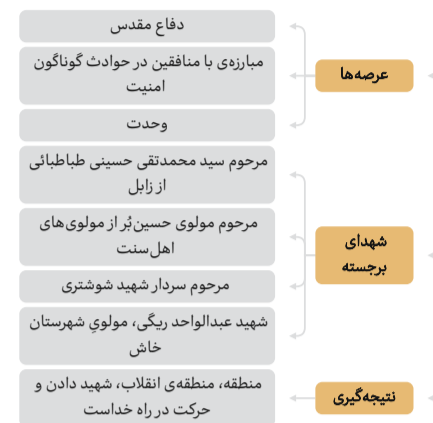 عرصه‌ها
دفاع مقدس
مبارزه‌ی با منافقین در حوادث گوناگون
امنیت
وحدت
شهدای
برجسته
مرحوم سید محمدتقی حسینی طباطبائی
از زابل
مرحوم مولوی حسین‌بُر از مولوی‌های
اهل‌سنت
مرحوم سردار شهید شوشتری
شهید عبدالواحد ریگی، مولویِ شهرستان
خاش
نتیجه‌گیری
منطقه، منطقه‌ی انقلاب، شهید دادن و
حرکت در راه خداست